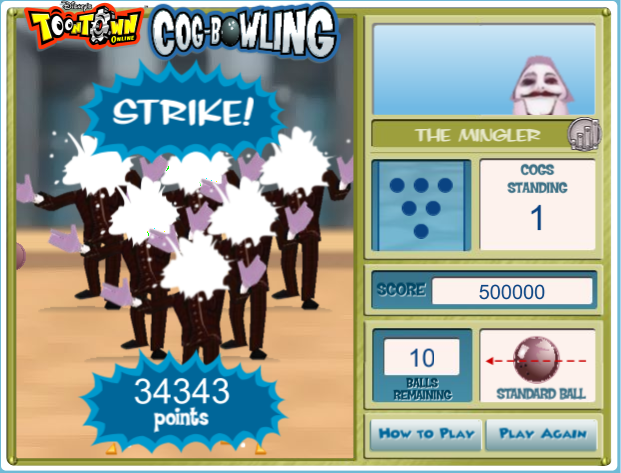 Disney's
TOONTOWN
ONLINE
COG-BOWLING
STRIKE!
THE MINGLER
COGS
STANDING
1
SCORE 500000
10
BALLS
REMAINING
STANDARD BALL
34343
points
HOW TO PLAY
PLAY AGAIN